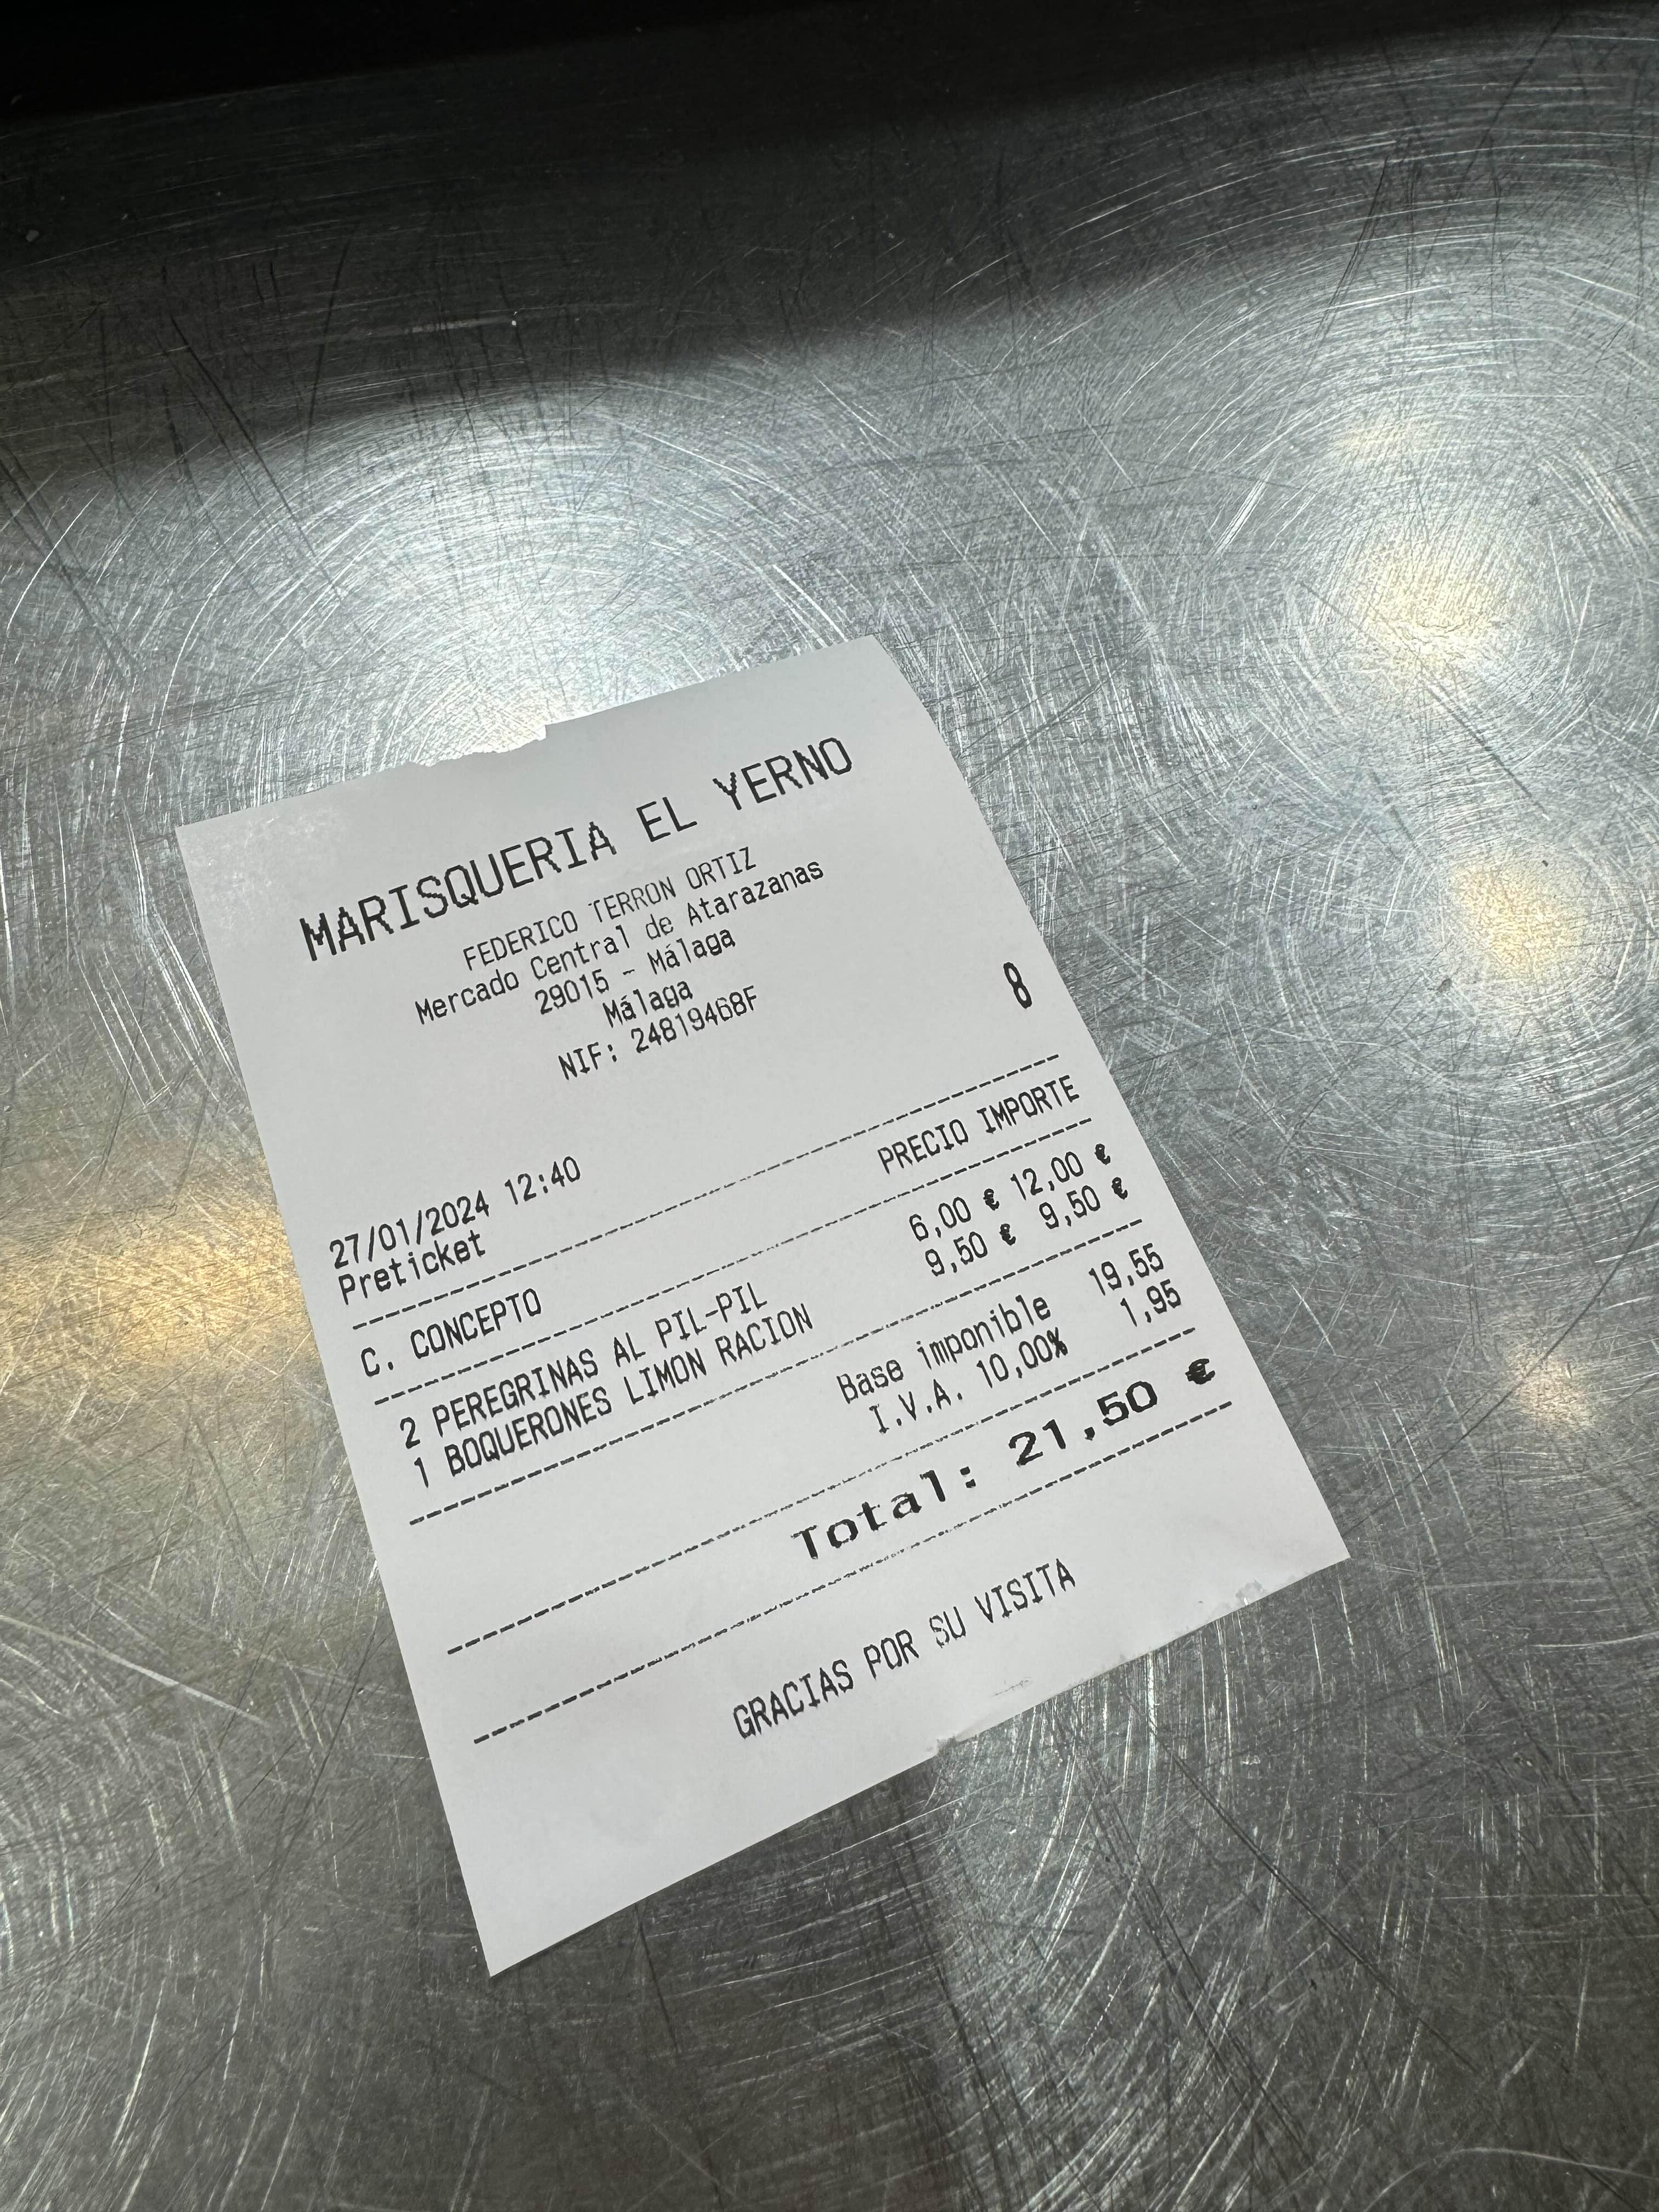 MARISQUERIA EL YERNO
FEDERICO TERRON ORTIZ
Mercado Central de Atarazanas
29015 - Málaga
Málaga
NIF: 24819468F
8
27/01/2024 12:40
Preticket
C. CONCEPTO PRECIO IMPORTE
2 PEREGRINAS AL PIL-PIL 6,00 € 12,00 €
1 BOQUERONES LIMON RACION 9,50 € 9,50 €
Base imponible 19,55
I.V.A. 10,00% 1,95
Total: 21,50 €
GRACIAS POR SU VISITA